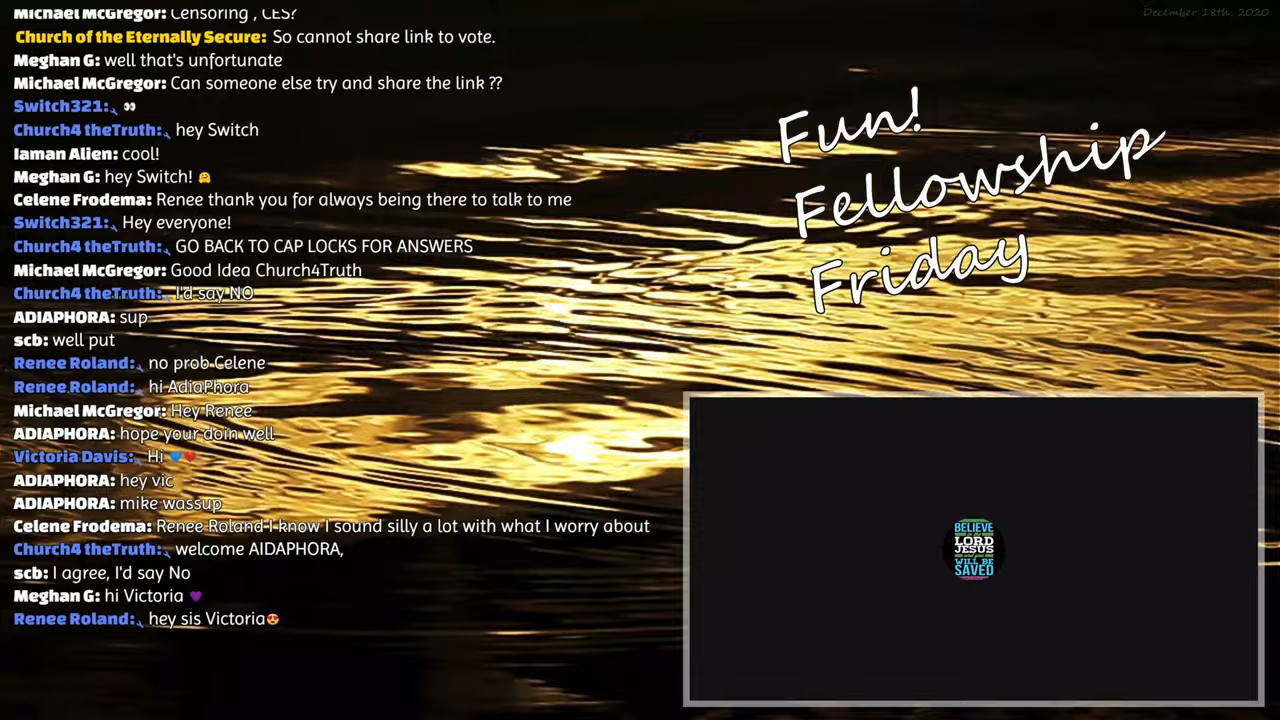 Michael McGregor: Censoring , CES?
Church of the Eternally Secure: So cannot share link to vote.
Meghan G: well that's unfortunate
Michael McGregor: Can someone else try and share the link ??
Switch321: 👀
Church4 theTruth: hey Switch
Iaman Alien: cool!
Meghan G: hey Switch! 🤗
Celene Frodema: Renee thank you for always being there to talk to me
Switch321: Hey everyone!
Church4 theTruth: GO BACK TO CAP LOCKS FOR ANSWERS
Michael McGregor: Good Idea Church4Truth
Church4 theTruth: I'd say NO
ADIAPHORA: sup
scb: well put
Renee Roland: no prob Celene
Renee Roland: hi AdiaPhora
Michael McGregor: Hey Renee
ADIAPHORA: hope your doin well
Victoria Davis: Hi 💙❤️
ADIAPHORA: hey vic
ADIAPHORA: mike wassup
Celene Frodema: Renee Roland I know I sound silly a lot with what I worry about
Church4 theTruth: welcome AIDAPHORA,
scb: I agree, I'd say No
Meghan G: hi Victoria 💜
Renee Roland: hey sis Victoria😍
December 18th, 2020
Fun!
Fellowship
Friday
BELIEVE
in the
LORD
JESUS
and you
WILL BE
SAVED